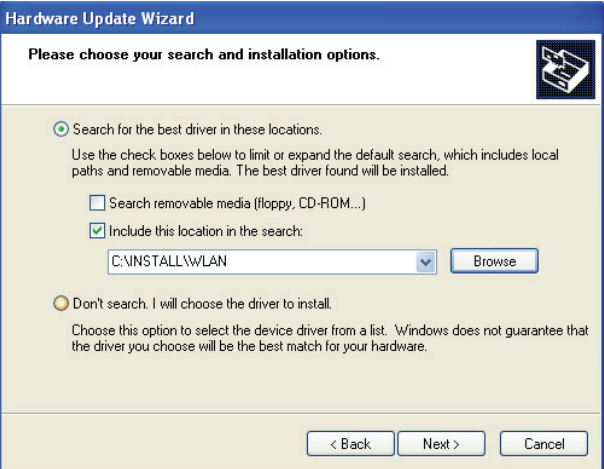 Hardware Update Wizard
Please choose your search and installation options.
Search for the best driver in these locations.
Use the check boxes below to limit or expand the default search, which includes local
paths and removable media. The best driver found will be installed.
Search removable media (floppy, CD-ROM...)
Include this location in the search:
C:\INSTALL\WLAN
Browse
Don't search. I will choose the driver to install.
Choose this option to select the device driver from a list. Windows does not guarantee that
the driver you choose will be the best match for your hardware.
< Back
Next >
Cancel